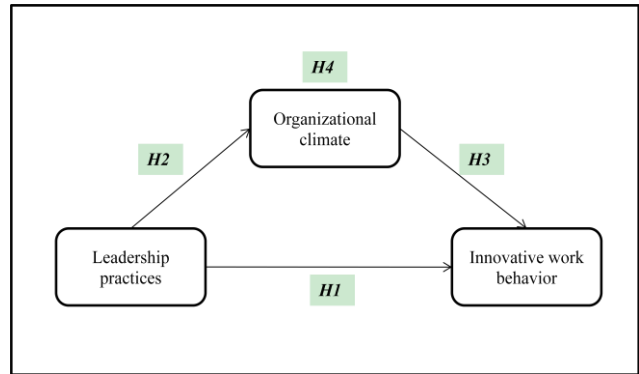 H4
Organizational
climate
H2
H3
Leadership
practices
Innovative work
behavior
H1